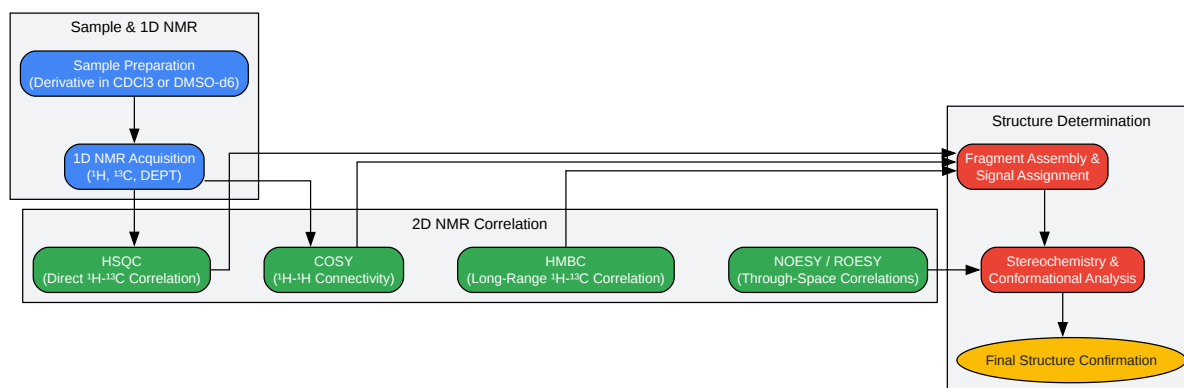 Sample & 1D NMR
Sample Preparation
(Derivative in CDCl3 or DMSO-d6)
1D NMR Acquisition
(¹H, ¹³C, DEPT)
2D NMR Correlation
HSQC
(Direct ¹H-¹³C Correlation)
COSY
(¹H-¹H Connectivity)
HMBC
(Long-Range ¹H-¹³C Correlation)
NOESY / ROESY
(Through-Space Correlations)
Structure Determination
Fragment Assembly &
Signal Assignment
Stereochemistry &
Conformational Analysis
Final Structure Confirmation